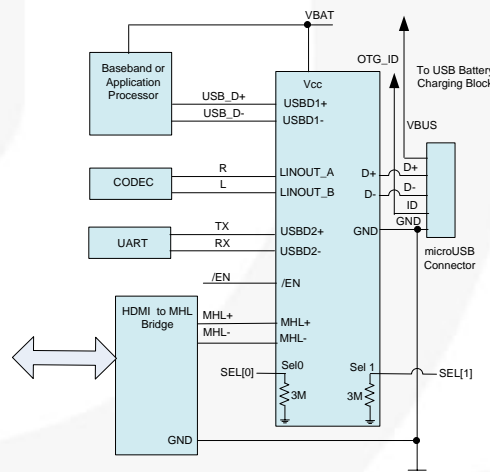 VBAT
OTG_ID
To USB Battery
Charging Block
Baseband or
Application
Processor
Vcc
USB_D+
USBD1+
USB_D-
USBD1-
VBUS
CODEC
R
LINOUT_A
L
LINOUT_B
D+
D+
D-
D-
ID
UART
TX
USBD2+
RX
USBD2-
GND
GND
microUSB
Connector
/EN
/EN
HDMI to MHL
Bridge
MHL+
MHL+
MHL-
MHL-
SEL[0]
Sel0
Sel 1
SEL[1]
3M
3M
GND